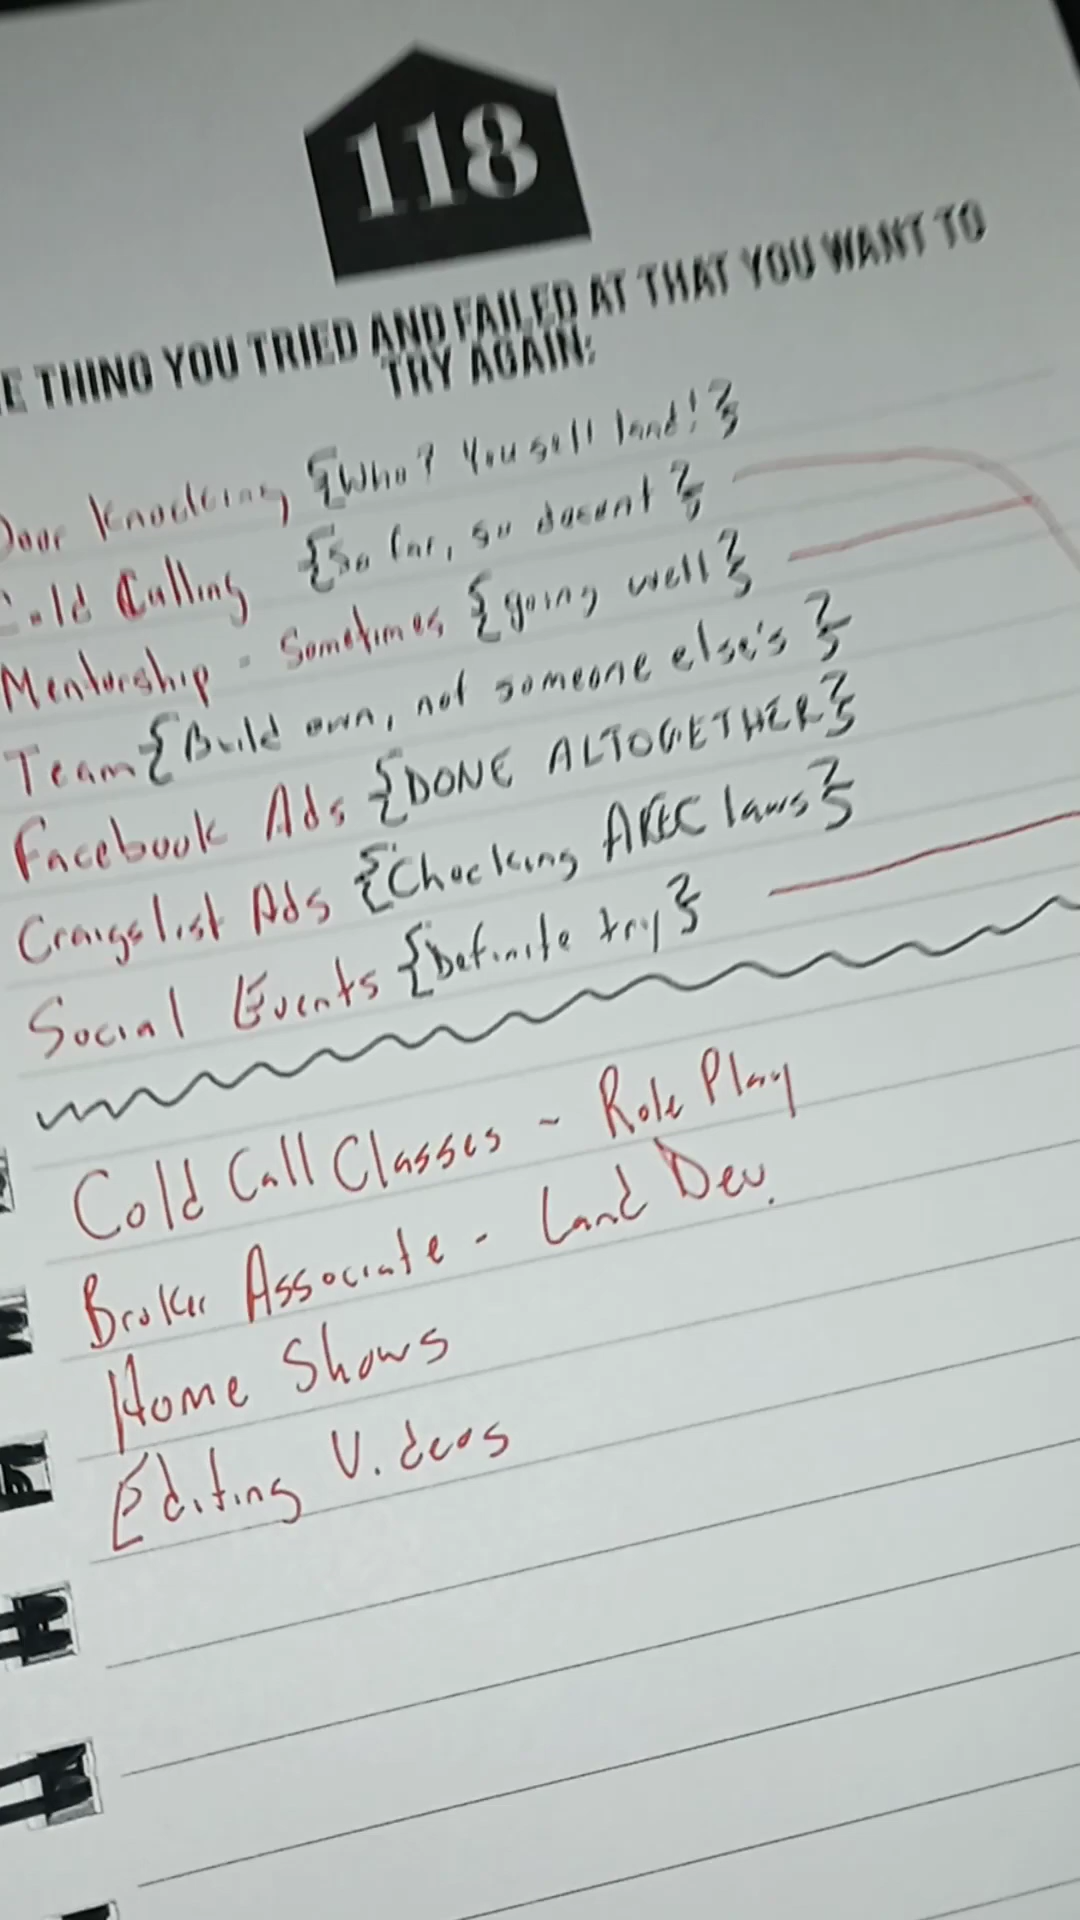 118
E THING YOU TRIED AND FAILED AT THAT YOU WANT TO
TRY AGAIN:
Door Knocking {Who? You sell land!}
Cold Calling {So far, so docent}
Mentorship - Sometimes {going well}
Team {Build own, not someone else's}
Facebook Ads {DONE ALTOGETHER}
Craigslist Ads {Checking AREC laws}
Social Events {Definite try}
Cold Call Classes ~ Role Play
Broker Associate - Land Dev.
Home Shows
Editing Videos